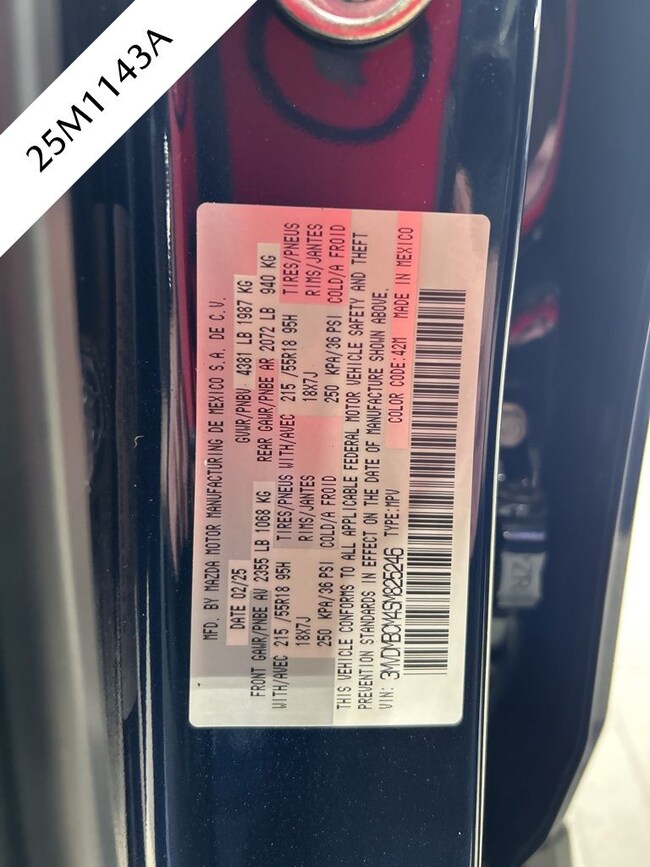 25M1143A
MFD. BY MAZDA MOTOR MANUFACTURING DE MEXICO S.A. DE C.V.
DATE 02/25 GVWR/PNBV 4381 LB 1987 KG
FRONT GAWR/PNBE AV 2355 LB 1068 KG REAR GAWR/PNBE AR 2072 LB 940 KG
WITH/AVEC 215 /55R18 95H TIRES/PNEUS WITH/AVEC 215 /55R18 95H TIRES/PNEUS
18X7J RIMS/JANTES 18X7J RIMS/JANTES
250 KPA/36 PSI COLD/A FROID 250 KPA/36 PSI COLD/A FROID
THIS VEHICLE CONFORMS TO ALL APPLICABLE FEDERAL MOTOR VEHICLE SAFETY AND THEFT
PREVENTION STANDARDS IN EFFECT ON THE DATE OF MANUFACTURE SHOWN ABOVE.
VIN: 3MVDMBCM4SM825246 TYPE:MPV COLOR CODE:42M MADE IN MEXICO